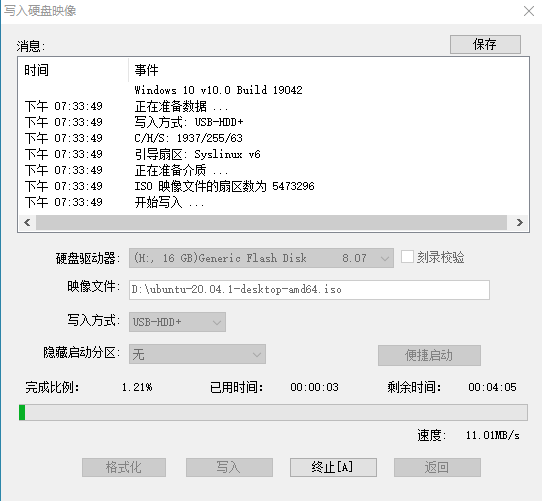 写入硬盘映像
消息:
保存
时间 事件
Windows 10 v10.0 Build 19042
下午 07:33:49 正在准备数据 ...
下午 07:33:49 写入方式: USB-HDD+
下午 07:33:49 C/H/S: 1937/255/63
下午 07:33:49 引导扇区: Syslinux v6
下午 07:33:49 正在准备介质 ...
下午 07:33:49 ISO 映像文件的扇区数为 5473296
下午 07:33:49 开始写入 ...
硬盘驱动器: (H:, 16 GB)Generic Flash Disk 8.07 刻录校验
映像文件: D:\ubuntu-20.04.1-desktop-amd64.iso
写入方式: USB-HDD+
隐藏启动分区: 无 便捷启动
完成比例: 1.21% 已用时间: 00:00:03 剩余时间: 00:04:05
速度: 11.01MB/s
格式化 写入 终止[A] 返回